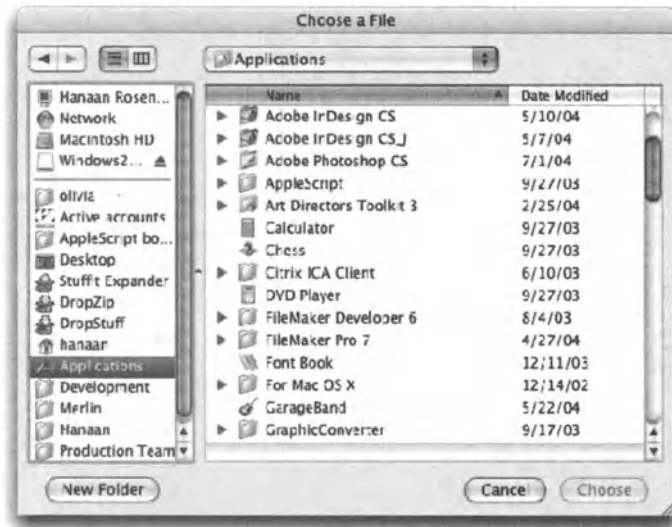 Choose a File
Applications
Hanaan Rosen...
Network
Macintosh HD
Windows2...
olivia
Active accounts
AppleScript bo...
Desktop
StuffIt Expander
DropZip
DropStuff
hanaan
Applications
Development
Merlin
Hanaan
Production Team
Name Date Modified
Adobe InDesign CS 5/10/04
Adobe InDesign CS_J 5/7/04
Adobe Photoshop CS 7/1/04
AppleScript 9/27/03
Art Directors Toolkit 3 2/25/04
Calculator 9/27/03
Chess 9/27/03
Citrix ICA Client 6/10/03
DVD Player 9/27/03
FileMaker Developer 6 8/4/03
FileMaker Pro 7 4/27/04
Font Book 12/11/03
For Mac OS X 12/14/02
GarageBand 5/22/04
GraphicConverter 9/17/03
New Folder Cancel Choose